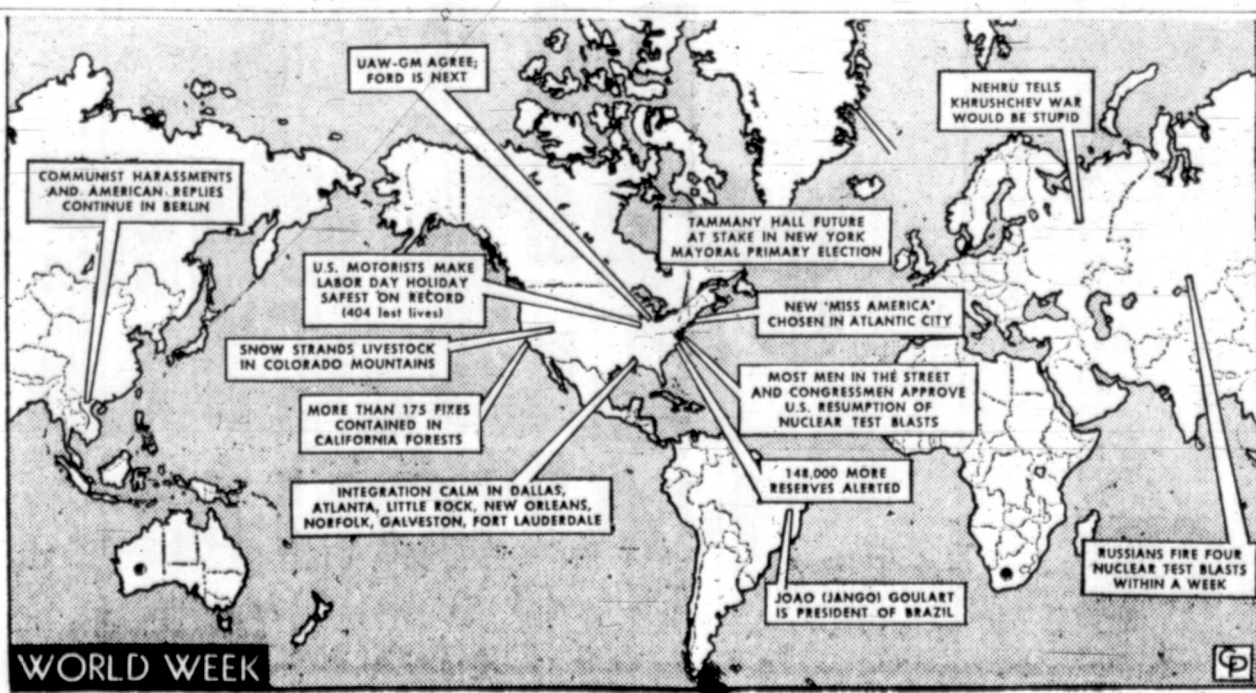 UAW-GM AGREE;
FORD IS NEXT
NEHRU TELLS
KHRUSHCHEV WAR
WOULD BE STUPID
COMMUNIST HARASSMENTS
AND AMERICAN REPLIES
CONTINUE IN BERLIN
TAMMANY HALL FUTURE
AT STAKE IN NEW YORK
MAYORAL PRIMARY ELECTION
U.S. MOTORISTS MAKE
LABOR DAY HOLIDAY
SAFEST ON RECORD
(404 lost lives)
NEW 'MISS AMERICA'
CHOSEN IN ATLANTIC CITY
SNOW STRANDS LIVESTOCK
IN COLORADO MOUNTAINS
MOST MEN IN THE STREET
AND CONGRESSMEN APPROVE
U.S. RESUMPTION OF
NUCLEAR TEST BLASTS
MORE THAN 175 FIXES
CONTAINED IN
CALIFORNIA FORESTS
148,000 MORE
RESERVES ALERTED
INTEGRATION CALM IN DALLAS,
ATLANTA, LITTLE ROCK, NEW ORLEANS,
NORFOLK, GALVESTON, FORT LAUDERDALE
RUSSIANS FIRE FOUR
NUCLEAR TEST BLASTS
WITHIN A WEEK
JOAO (JANGO) GOULART
IS PRESIDENT OF BRAZIL
WORLD WEEK
CP